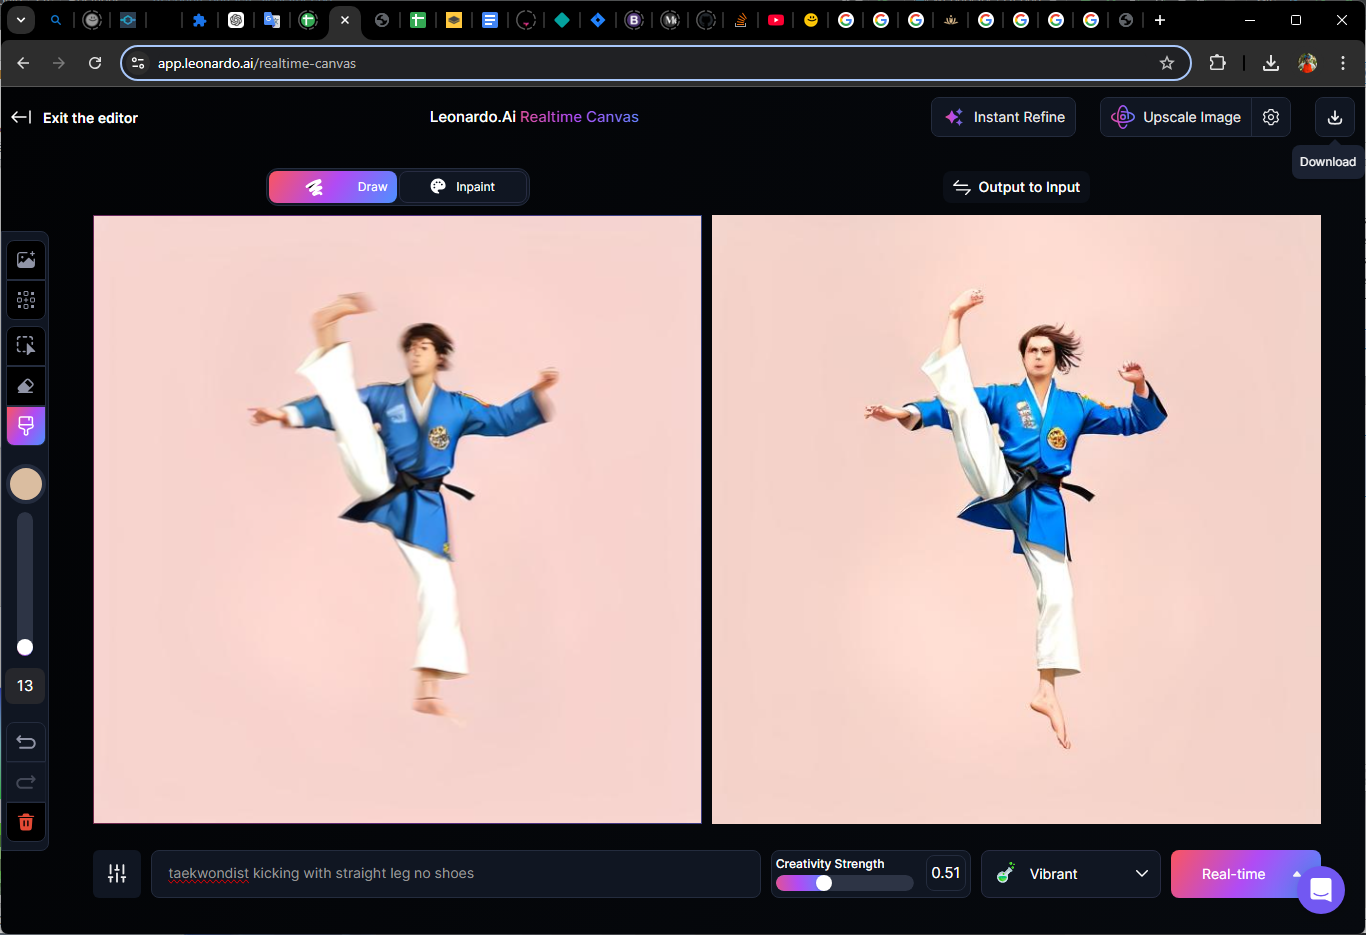 app.leonardo.ai/realtime-canvas
Exit the editor
Leonardo.Ai Realtime Canvas
Instant Refine
Upscale Image
Download
Draw
Inpaint
Output to Input
13
taekwondist kicking with straight leg no shoes
Creativity Strength
0.51
Vibrant
Real-time